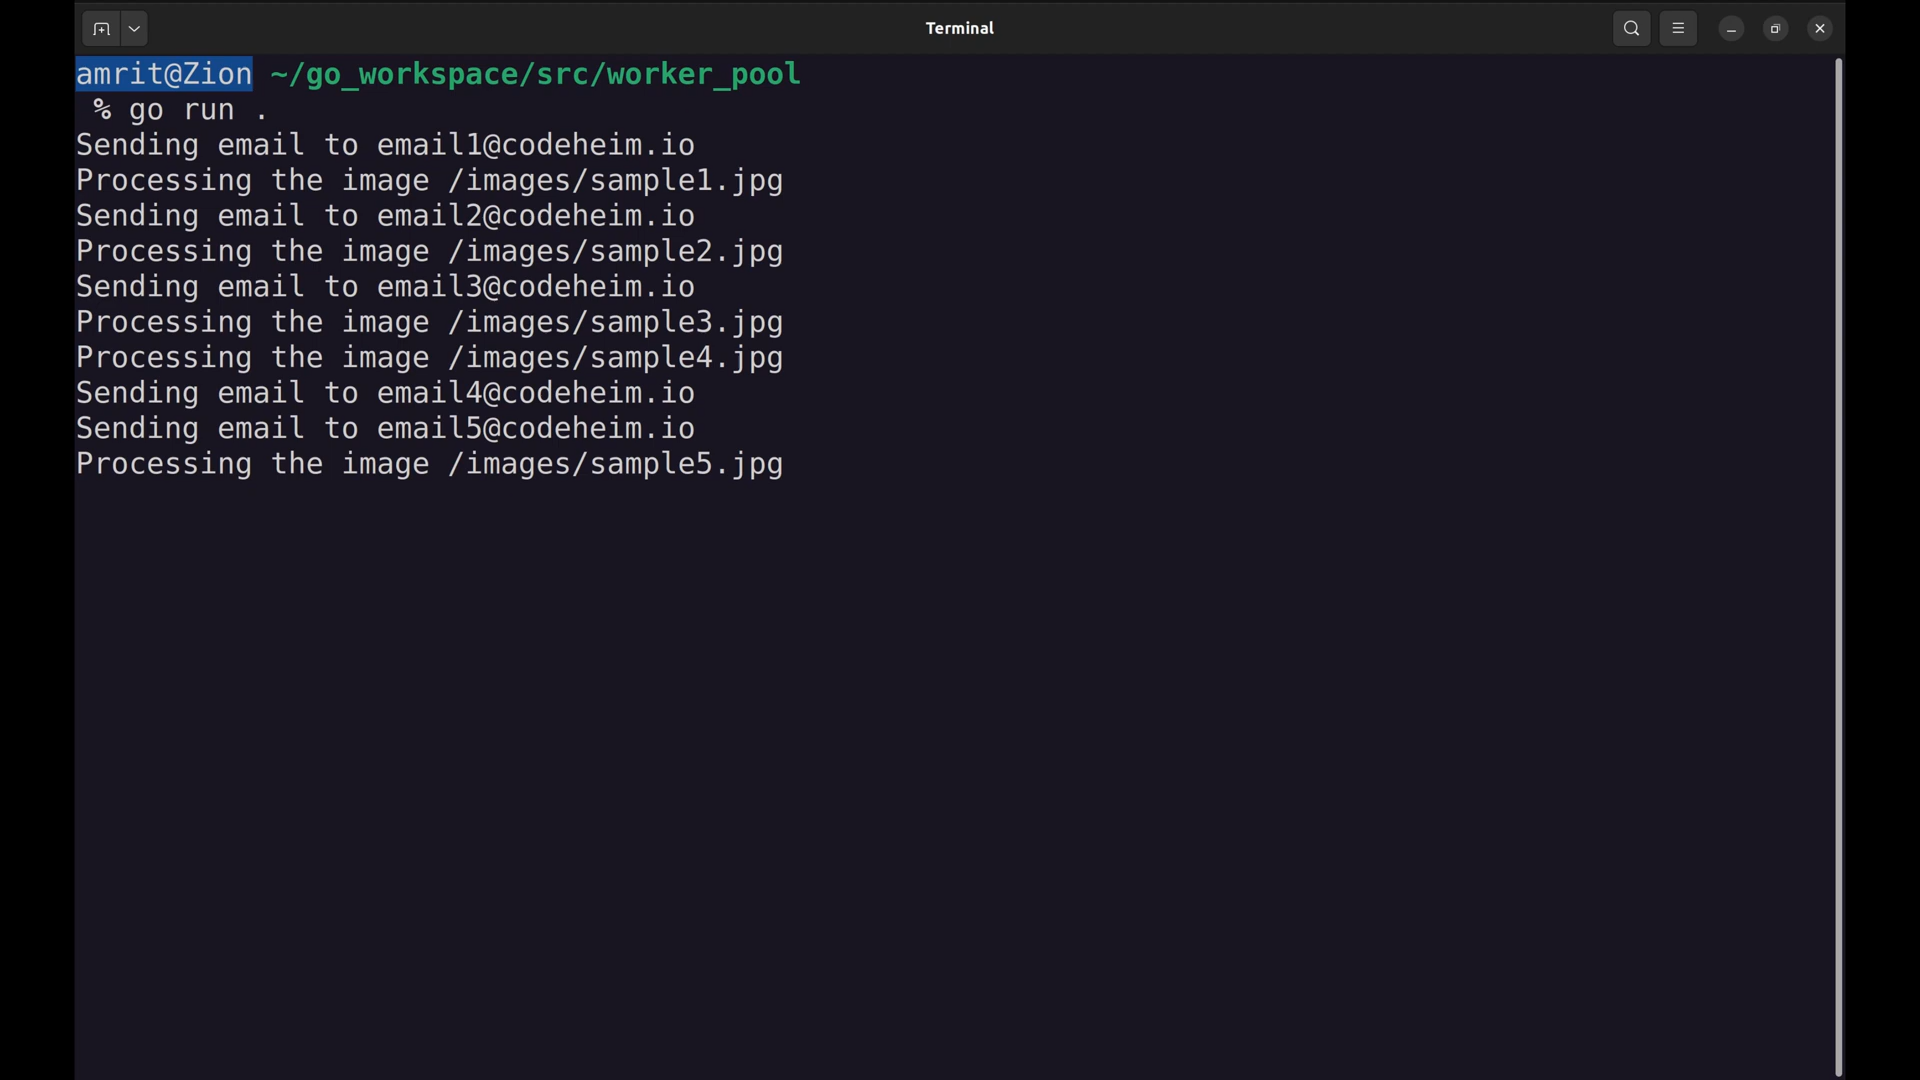 Terminal
amrit@Zion ~/go_workspace/src/worker_pool
% go run .
Sending email to email1@codeheim.io
Processing the image /images/sample1.jpg
Sending email to email2@codeheim.io
Processing the image /images/sample2.jpg
Sending email to email3@codeheim.io
Processing the image /images/sample3.jpg
Processing the image /images/sample4.jpg
Sending email to email4@codeheim.io
Sending email to email5@codeheim.io
Processing the image /images/sample5.jpg